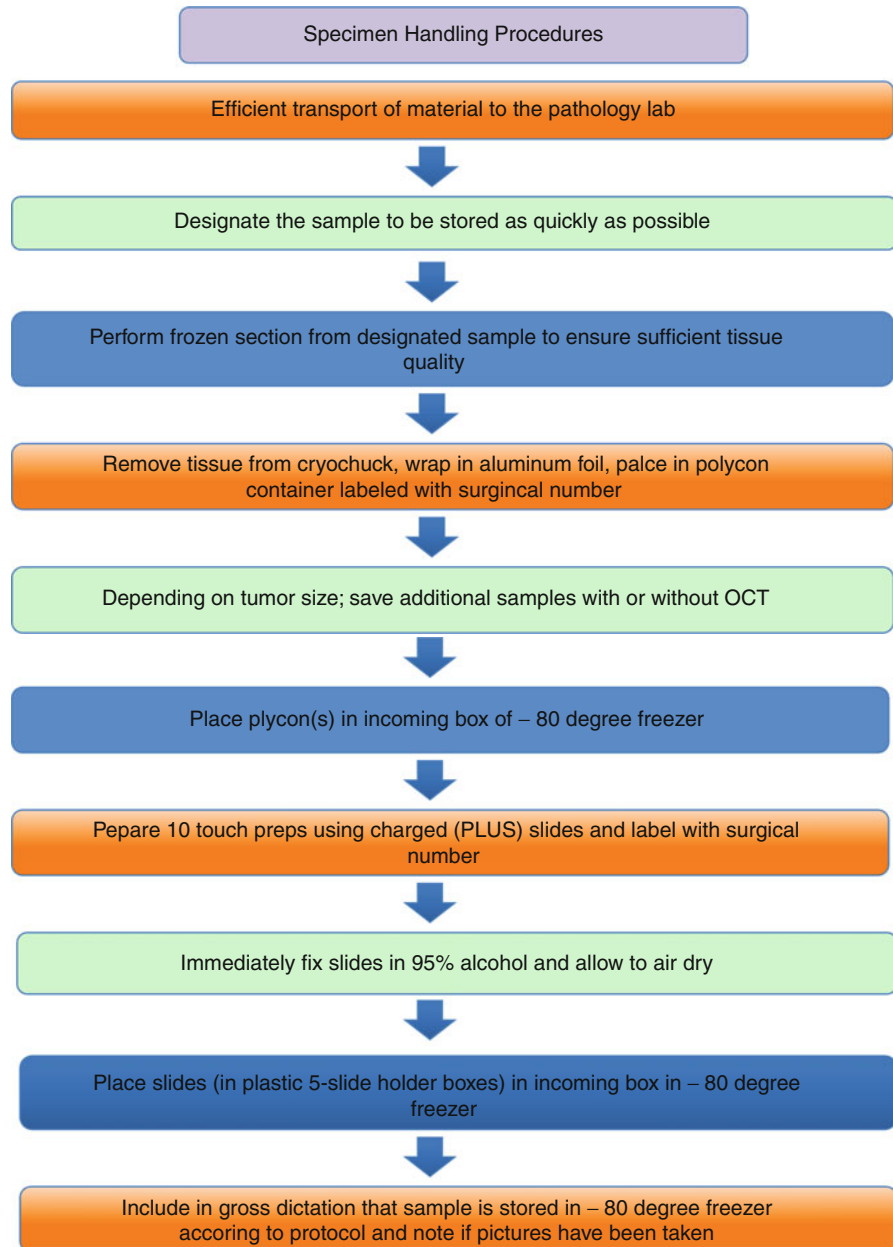 Specimen Handling Procedures
Efficient transport of material to the pathology lab
Designate the sample to be stored as quickly as possible
Perform frozen section from designated sample to ensure sufficient tissue
quality
Remove tissue from cryochuck, wrap in aluminum foil, palce in polycon
container labeled with surgincal number
Depending on tumor size; save additional samples with or without OCT
Place plycon(s) in incoming box of – 80 degree freezer
Pepare 10 touch preps using charged (PLUS) slides and label with surgical
number
Immediately fix slides in 95% alcohol and allow to air dry
Place slides (in plastic 5-slide holder boxes) in incoming box in – 80 degree
freezer
Include in gross dictation that sample is stored in – 80 degree freezer
accoring to protocol and note if pictures have been taken